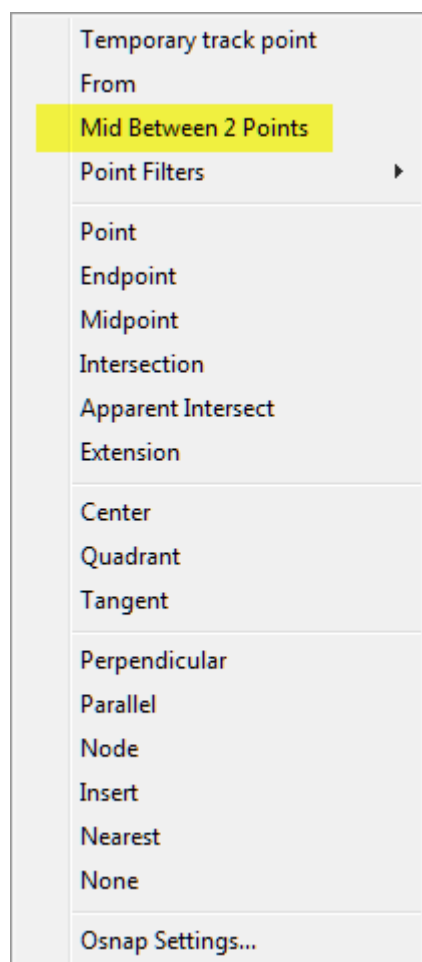 Temporary track point
From
Mid Between 2 Points
Point Filters
Point
Endpoint
Midpoint
Intersection
Apparent Intersect
Extension
Center
Quadrant
Tangent
Perpendicular
Parallel
Node
Insert
Nearest
None
Osnap Settings...